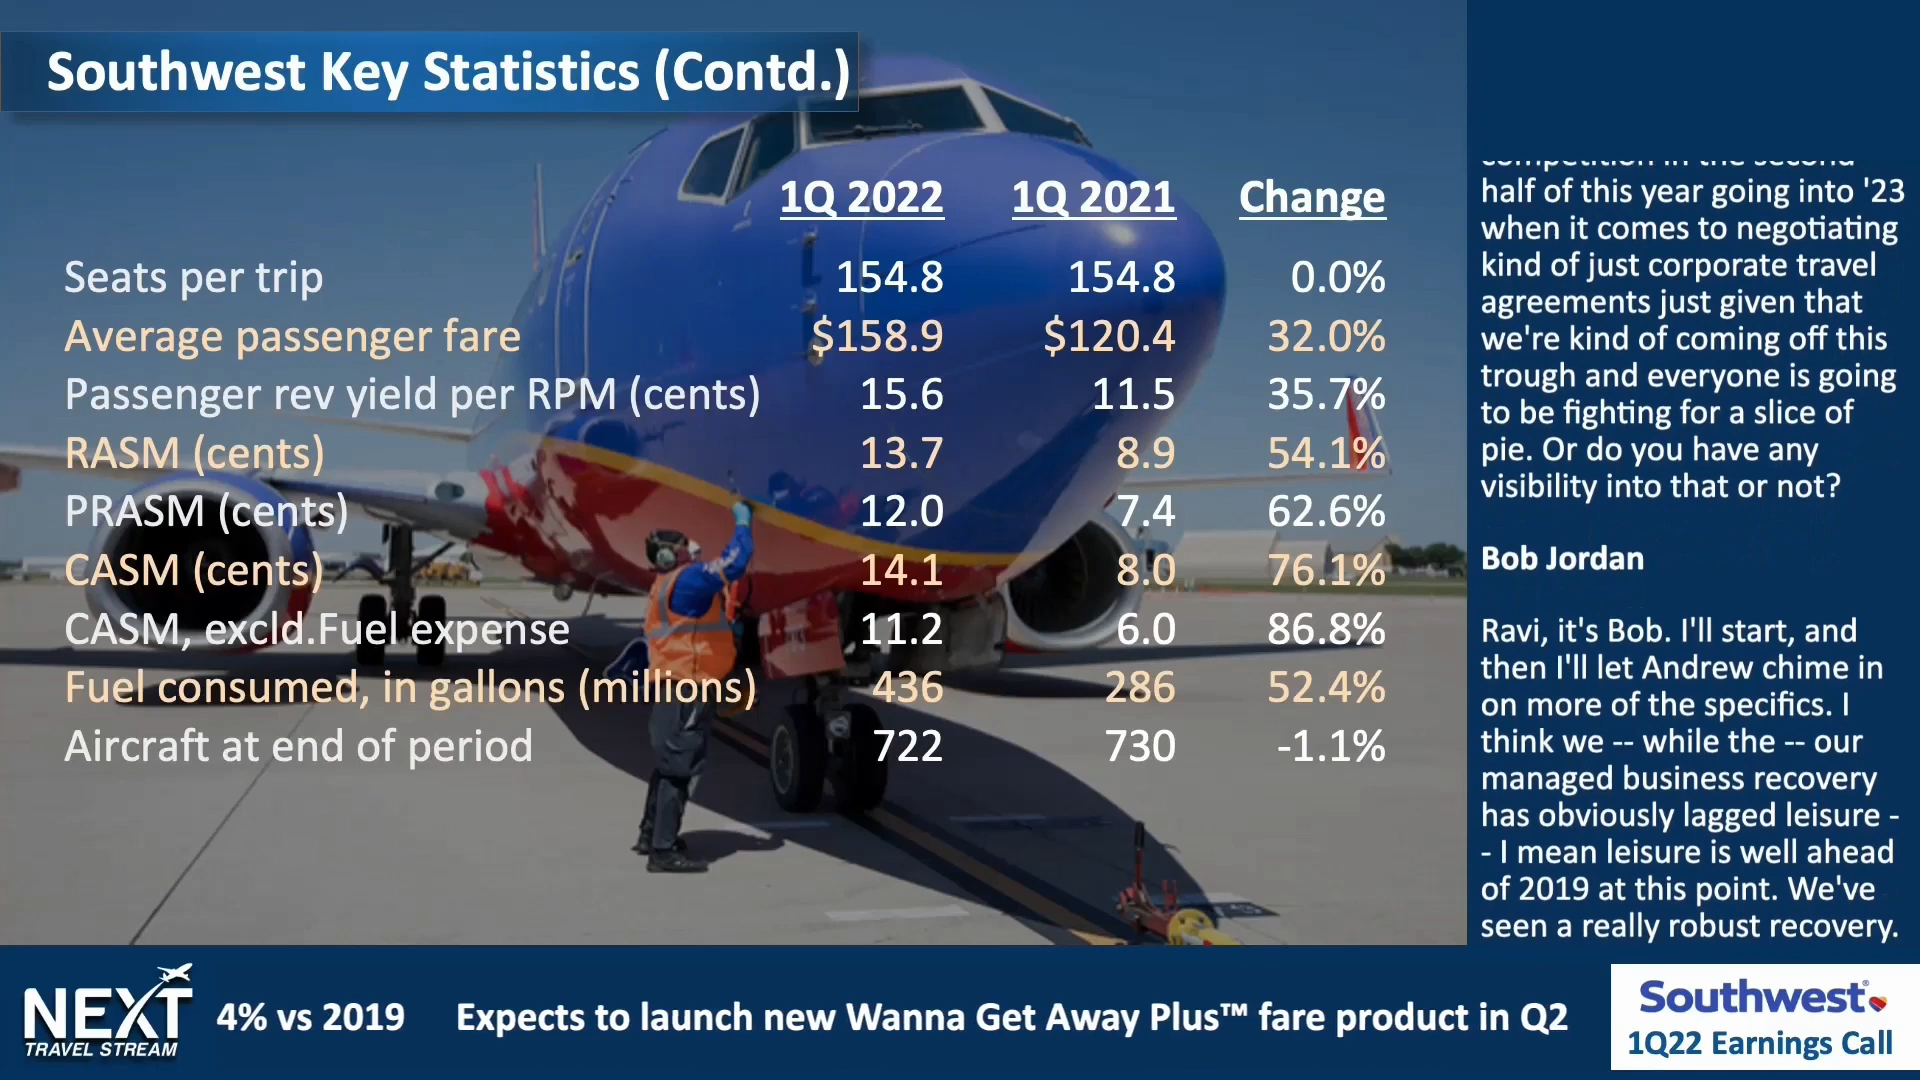 Southwest Key Statistics (Contd.)
1Q 2022 1Q 2021 Change
Seats per trip 154.8 154.8 0.0%
Average passenger fare $158.9 $120.4 32.0%
Passenger rev yield per RPM (cents) 15.6 11.5 35.7%
RASM (cents) 13.7 8.9 54.1%
PRASM (cents) 12.0 7.4 62.6%
CASM (cents) 14.1 8.0 76.1%
CASM, excld.Fuel expense 11.2 6.0 86.8%
Fuel consumed, in gallons (millions) 436 286 52.4%
Aircraft at end of period 722 730 -1.1%
competition in the second
half of this year going into '23
when it comes to negotiating
kind of just corporate travel
agreements just given that
we're kind of coming off this
trough and everyone is going
to be fighting for a slice of
pie. Or do you have any
visibility into that or not?
Bob Jordan
Ravi, it's Bob. I'll start, and
then I'll let Andrew chime in
on more of the specifics. I
think we -- while the -- our
managed business recovery
has obviously lagged leisure -
- I mean leisure is well ahead
of 2019 at this point. We've
seen a really robust recovery.
NEXT
TRAVEL STREAM
4% vs 2019 Expects to launch new Wanna Get Away Plus™ fare product in Q2
Southwest
1Q22 Earnings Call